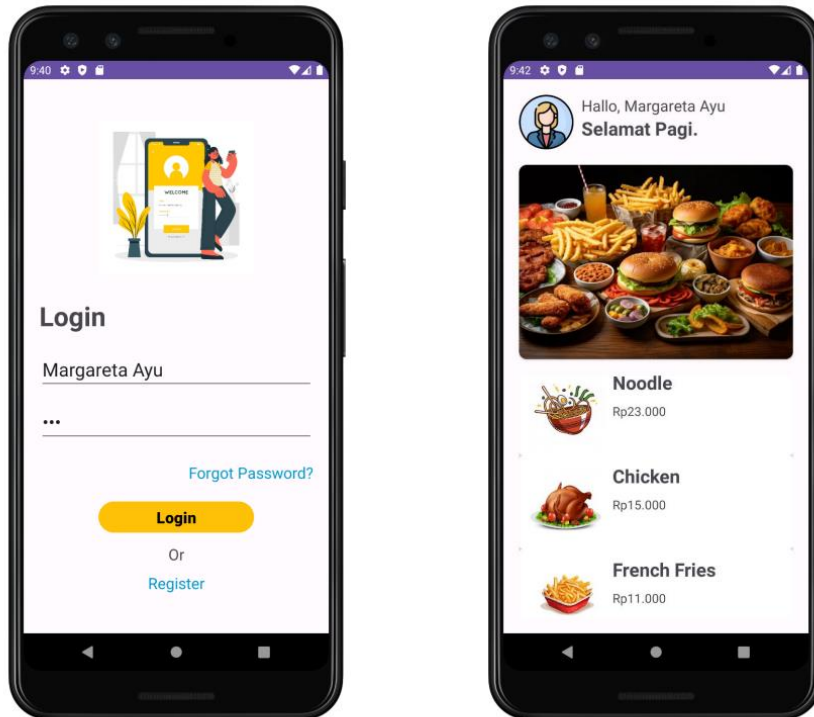 9:40
WELCOME
Login
Margareta Ayu
•••
Forgot Password?
Login
Or
Register
9:42
Hallo, Margareta Ayu
Selamat Pagi.
Noodle
Rp23.000
Chicken
Rp15.000
French Fries
Rp11.000